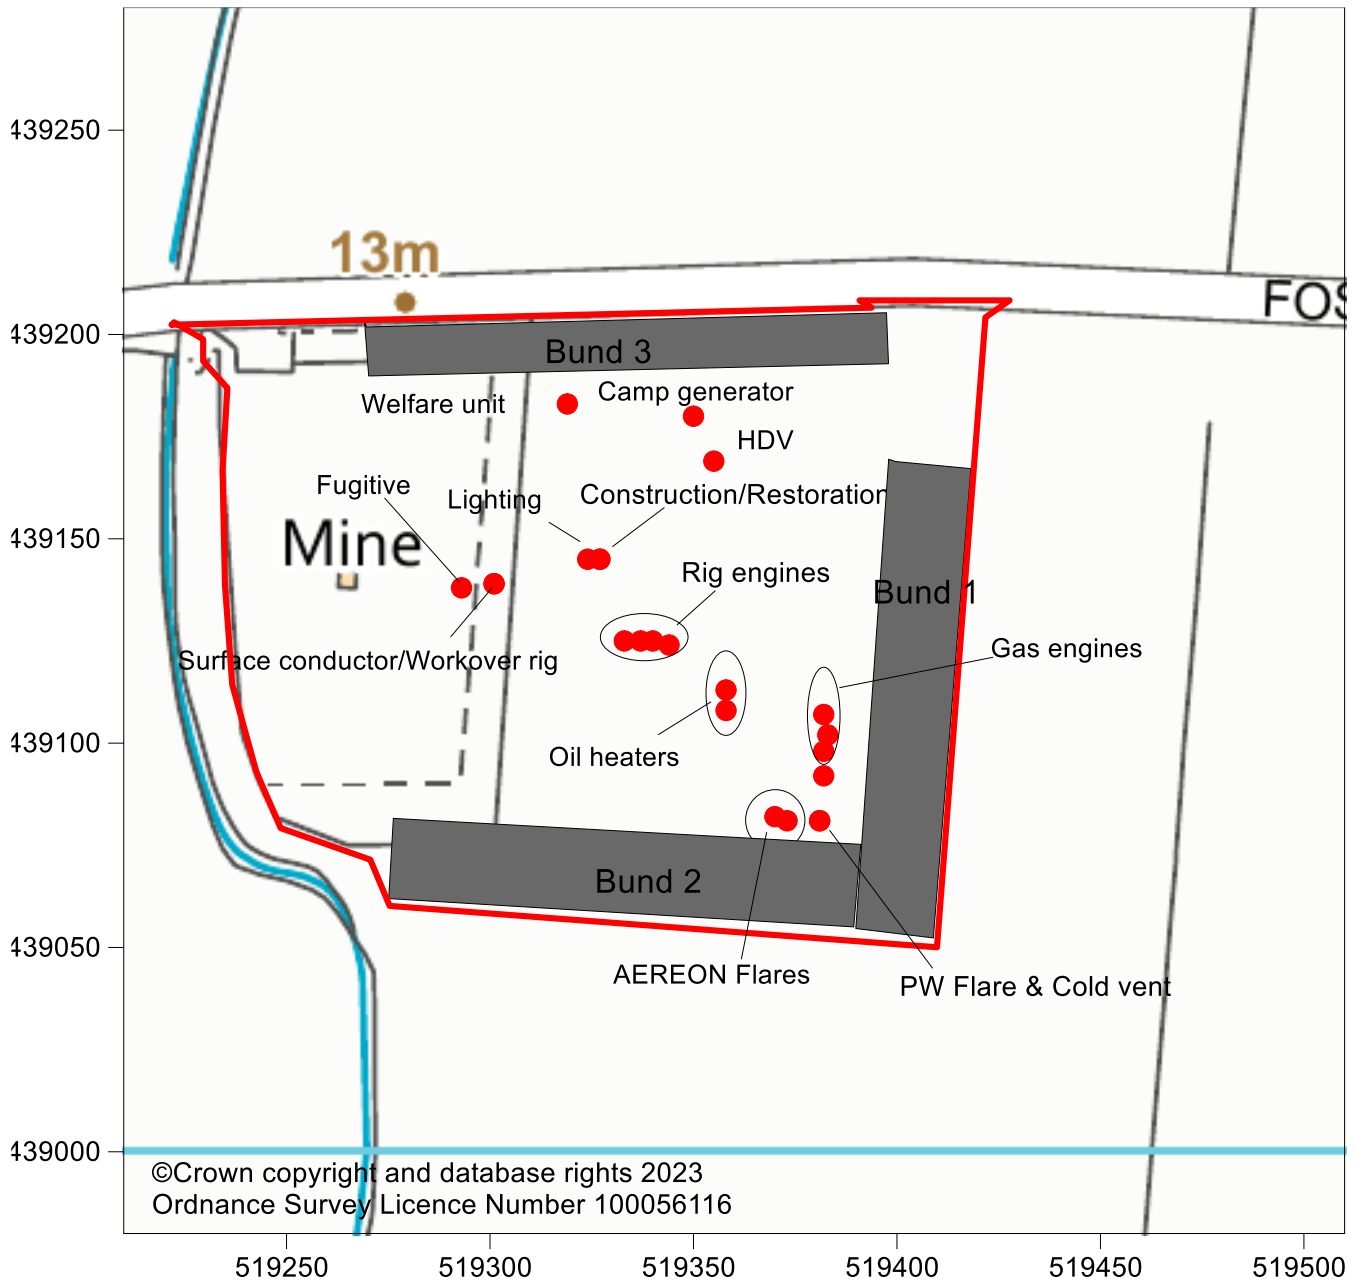 439250
13m
FOS
439200
Bund 3
Camp generator
Welfare unit
HDV
Fugitive
Lighting
Construction/Restoration
439150
Mine
Rig engines
Bund 1
Gas engines
Surface conductor/Workover rig
439100
Oil heaters
Bund 2
439050
AEREON Flares
PW Flare & Cold vent
439000
©Crown copyright and database rights 2023
Ordnance Survey Licence Number 100056116
519250 519300 519350 519400 519450 519500